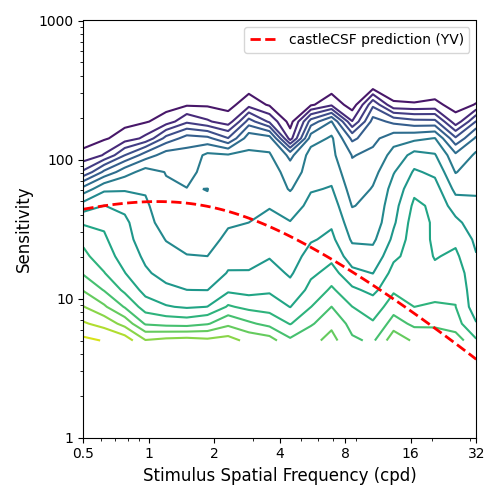 1000
castleCSF prediction (YV)
100
Sensitivity
10
1
0.5 1 2 4 8 16 32
Stimulus Spatial Frequency (cpd)